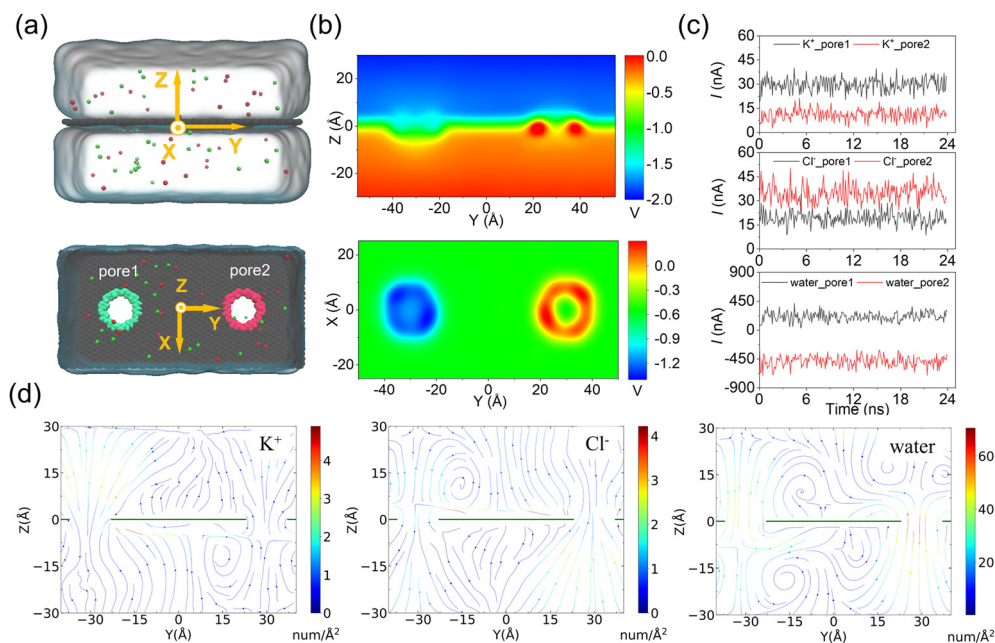 (a)
Z
Y
X
pore1
pore2
Z
Y
X
(b)
Z (Å)
20
0
-20
-40 -20 0 20 40
Y (Å)
0.0
-0.5
-1.0
-1.5
-2.0
V
X (Å)
20
10
0
-10
-20
-40 -20 0 20 40
Y (Å)
0.3
0.0
-0.3
-0.6
-0.9
-1.2
V
(c)
K⁺_pore1 K⁺_pore2
I (nA)
60
45
30
15
0
0 6 12 18 24
Cl⁻_pore1 Cl⁻_pore2
I (nA)
60
45
30
15
0
0 6 12 18 24
water_pore1 water_pore2
I (nA)
900
450
0
-450
-900
0 6 12 18 24
Time (ns)
(d)
K⁺
Z(Å)
30
15
0
−15
−30
−30 −15 0 15 30
Y(Å)
4
3
2
1
0
num/Å²
Cl⁻
Z(Å)
30
15
0
−15
−30
−30 −15 0 15 30
Y(Å)
4
3
2
1
0
num/Å²
water
Z(Å)
30
15
0
−15
−30
−30 −15 0 15 30
Y(Å)
60
40
20
0
num/Å²